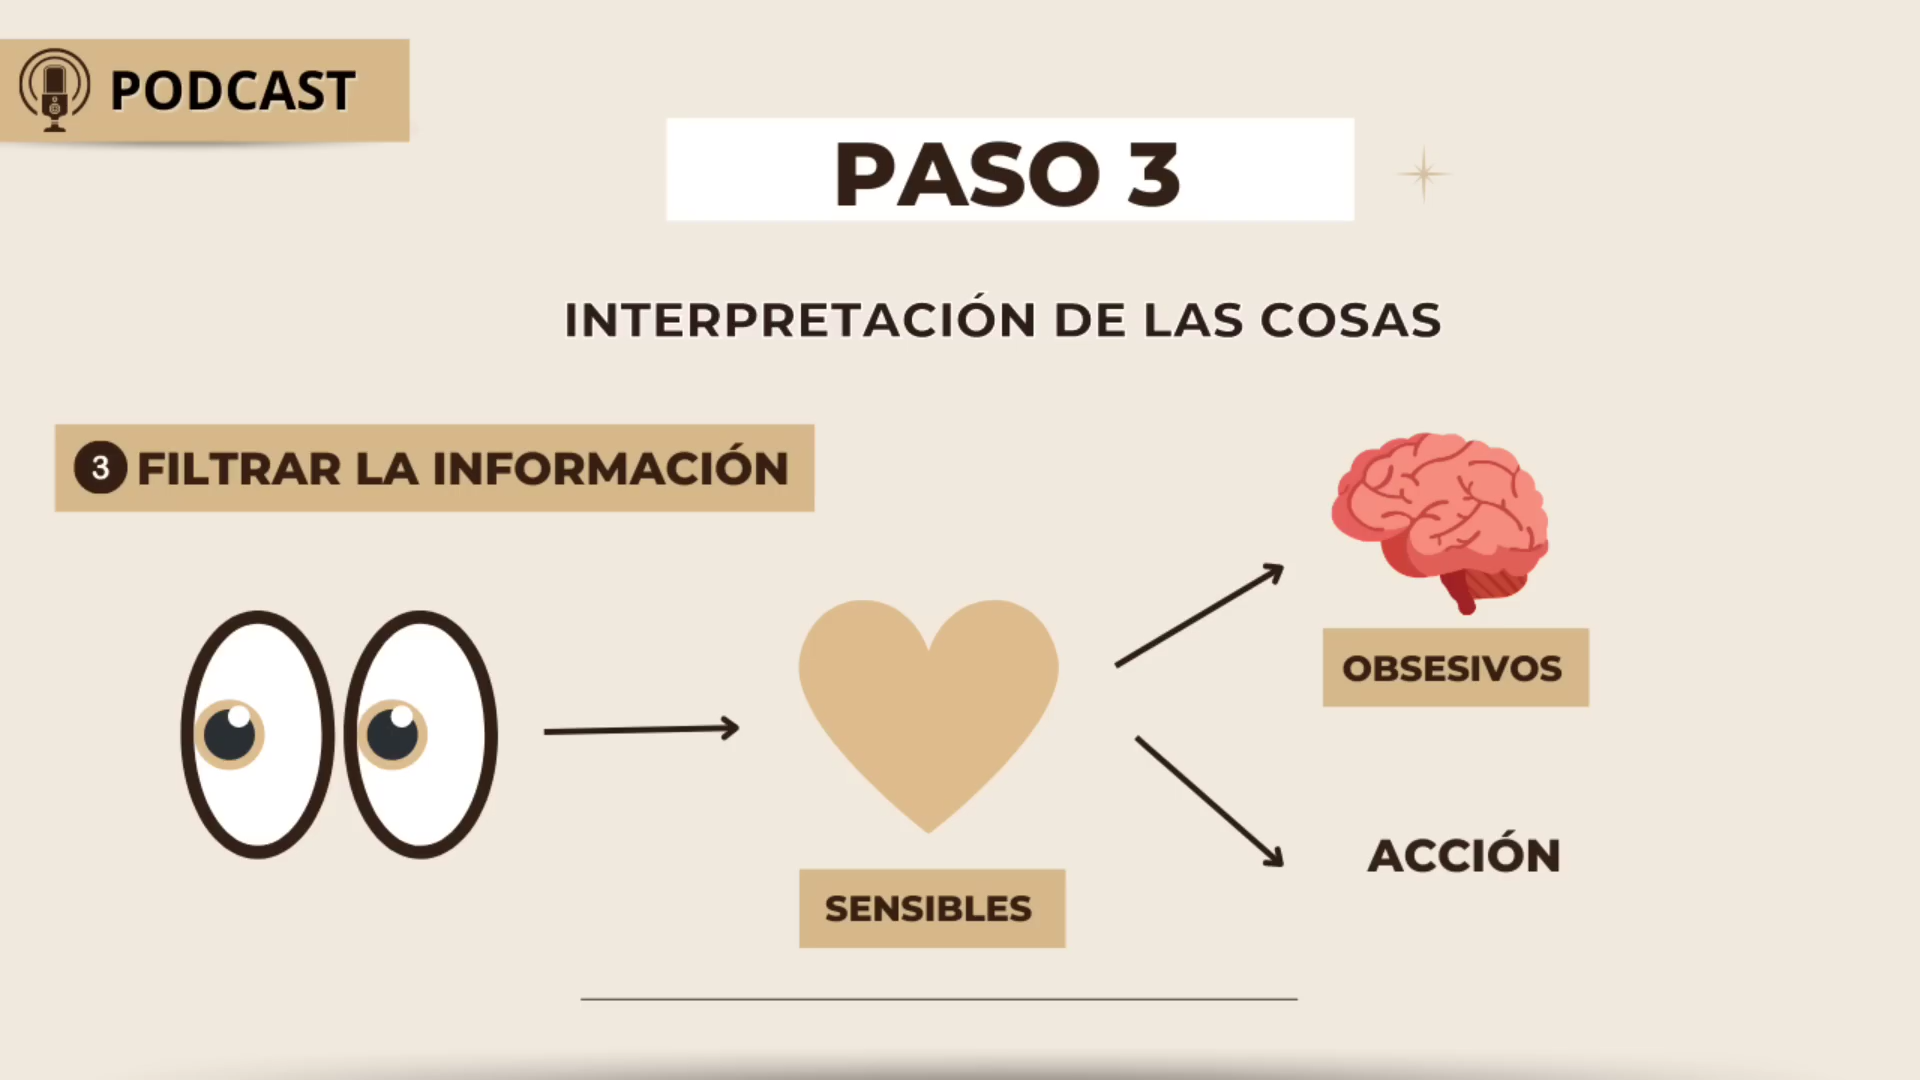 PODCAST
PASO 3
INTERPRETACIÓN DE LAS COSAS
3 FILTRAR LA INFORMACIÓN
OBSESIVOS
ACCIÓN
SENSIBLES